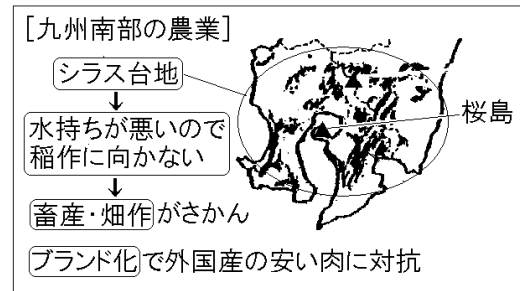 [九州南部の農業]
シラス台地
桜島
水持ちが悪いので
稲作に向かない
畜産・畑作がさかん
ブランド化で外国産の安い肉に対抗